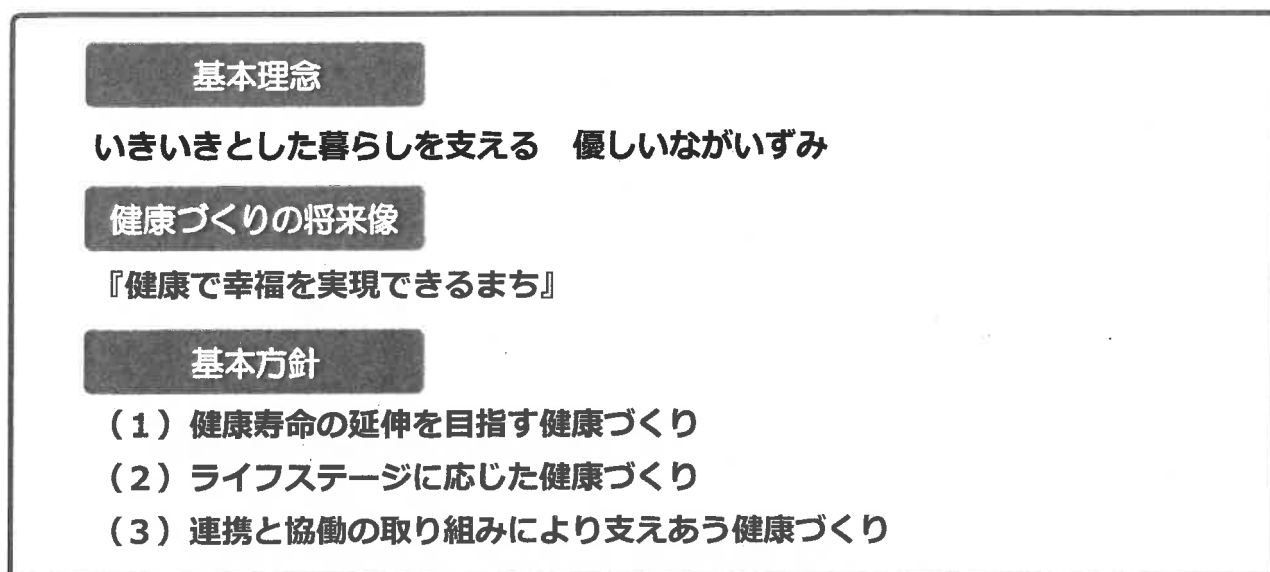 基本理念
いきいきとした暮らしを支える　優しいながいずみ
健康づくりの将来像
『健康で幸福を実現できるまち』
基本方針
（1）健康寿命の延伸を目指す健康づくり
（2）ライフステージに応じた健康づくり
（3）連携と協働の取り組みにより支えあう健康づくり